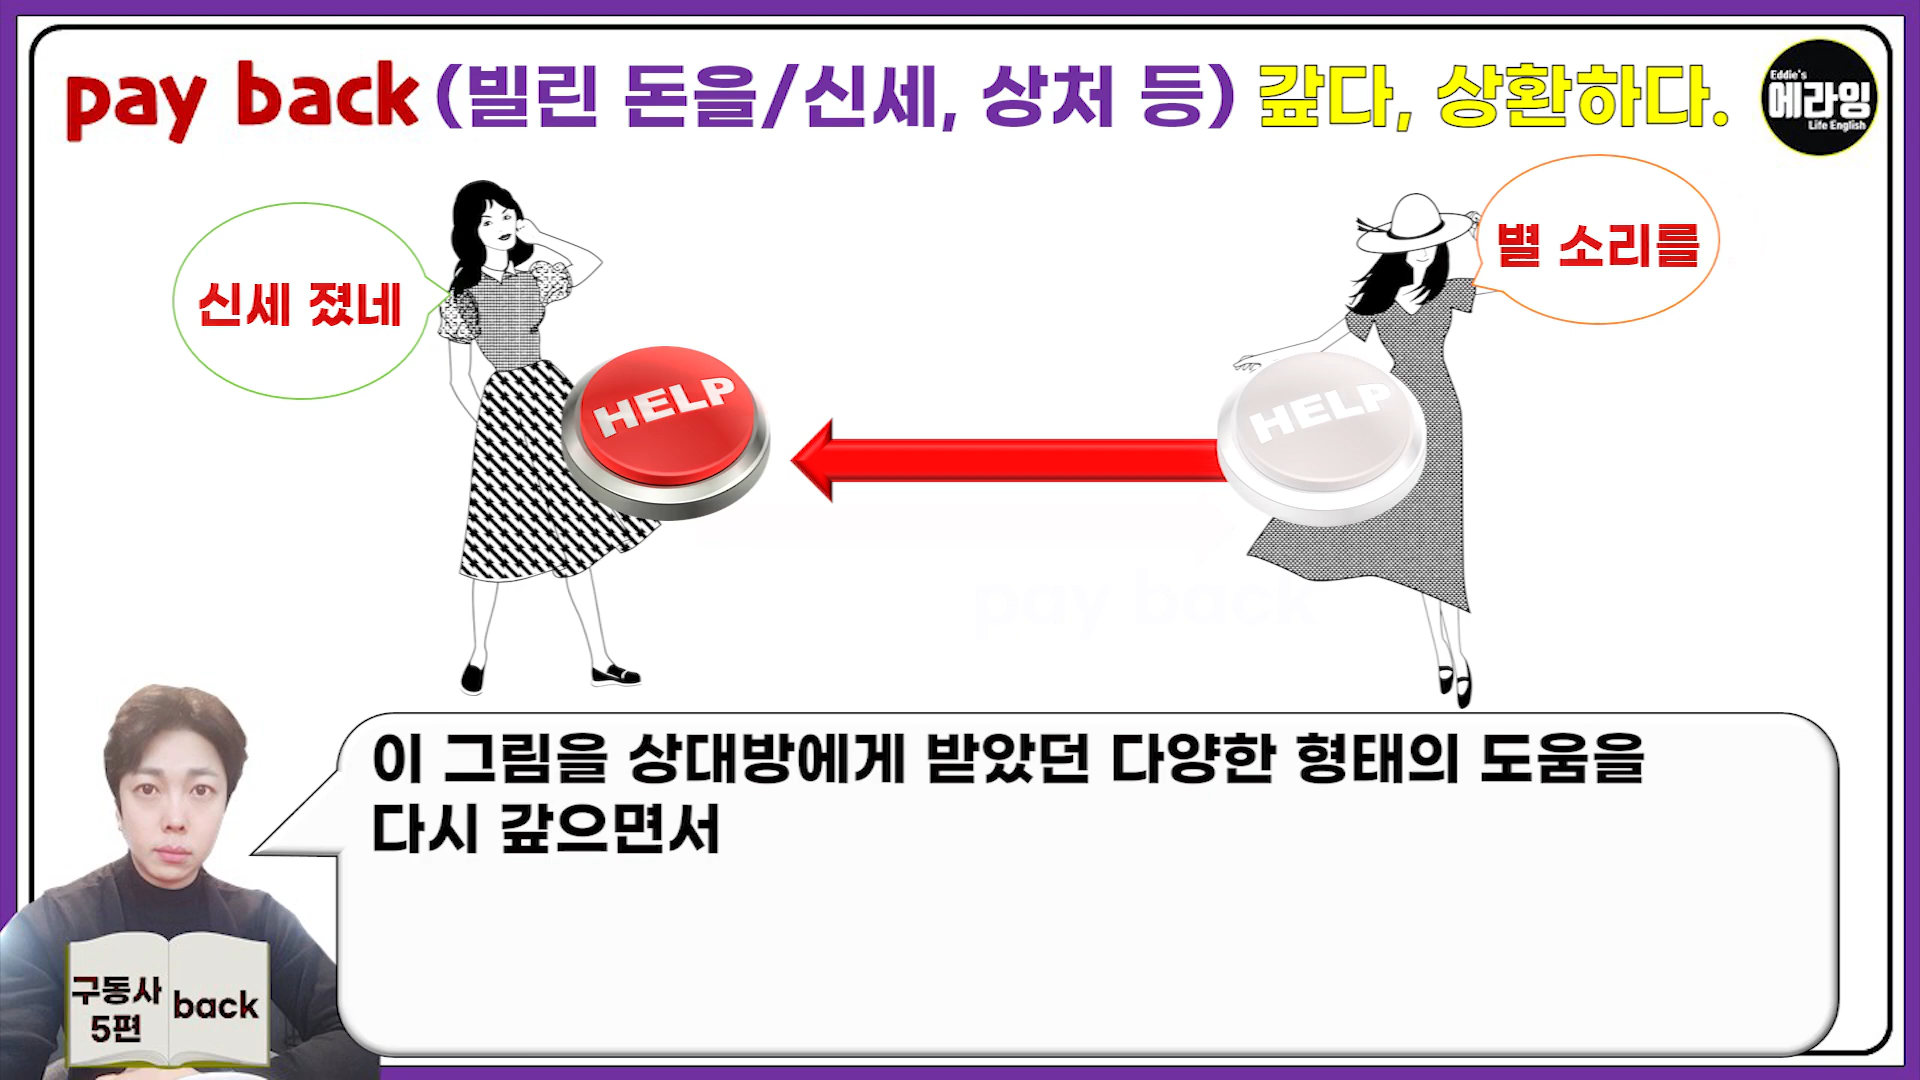 pay back (빌린 돈을/신세, 상처 등) 갚다, 상환하다.
Eddie's
에라잉
Life English
신세 졌네
별 소리를
HELP
HELP
pay back
이 그림을 상대방에게 받았던 다양한 형태의 도움을
다시 갚으면서
구동사
5편
back